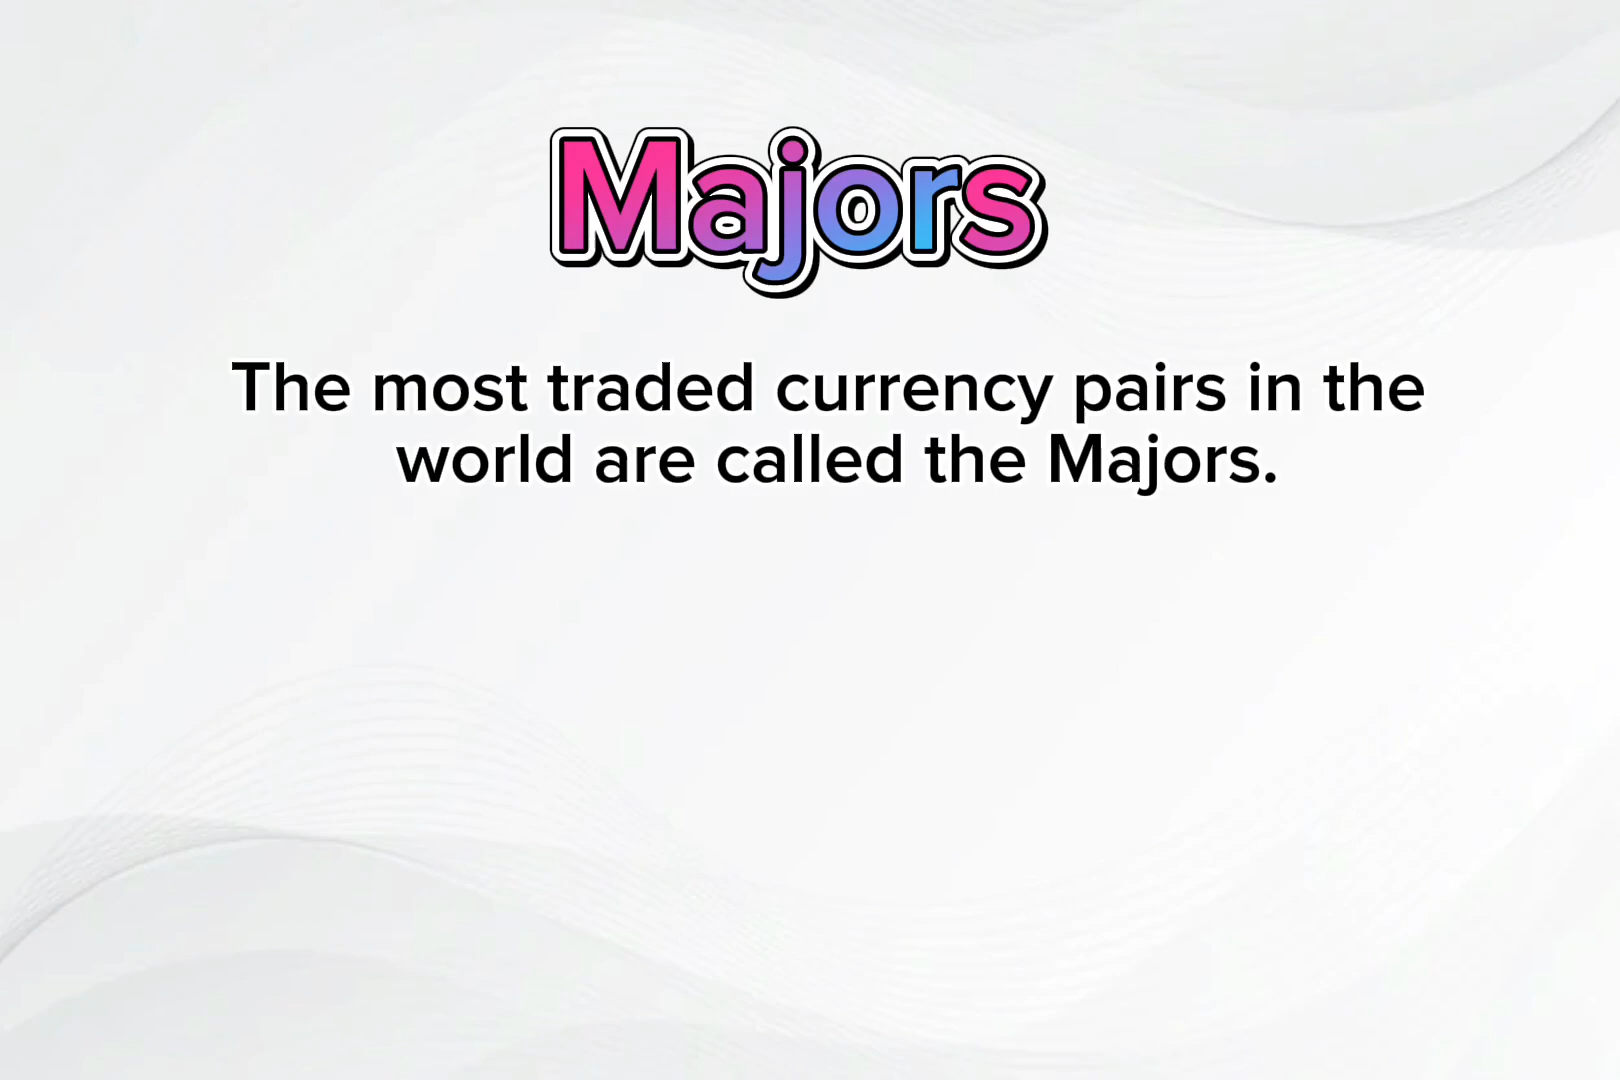 Majors
The most traded currency pairs in the
world are called the Majors.